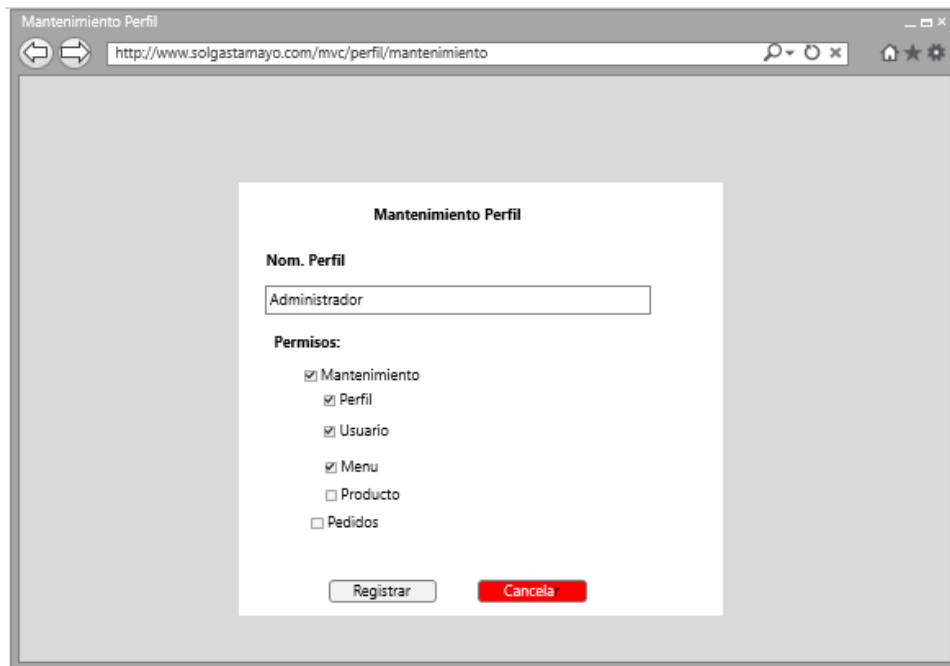 Mantenimiento Perfil
http://www.solgastamayo.com/mvc/perfil/mantenimiento
Mantenimiento Perfil
Nom. Perfil
Administrador
Permisos:
Mantenimiento
Perfil
Usuario
Menu
Producto
Pedidos
Registrar
Cancelar